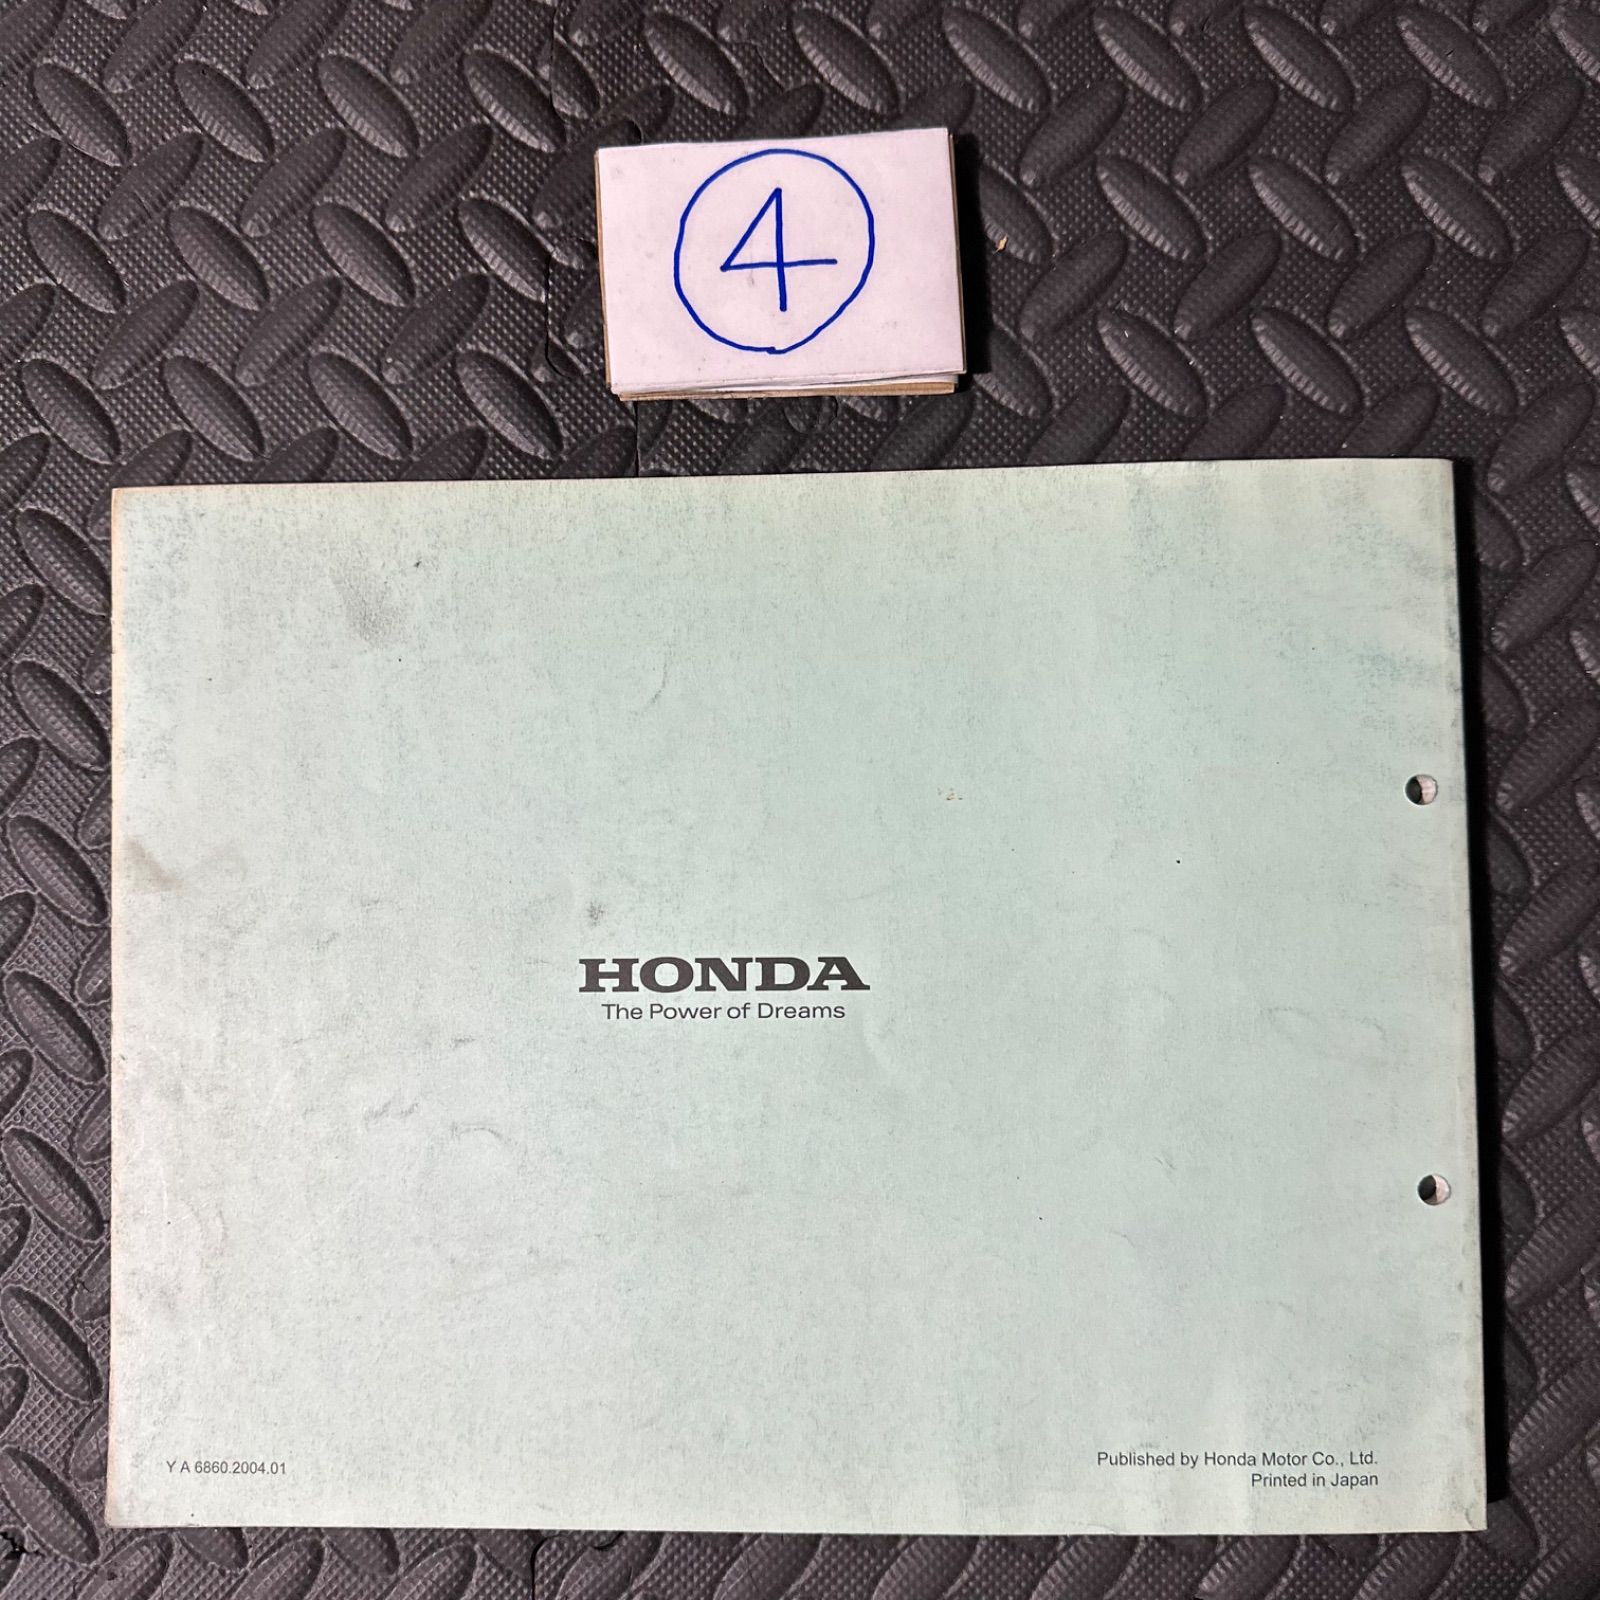 4
HONDA
The Power of Dreams
Y A 6860.2004.01
Published by Honda Motor Co., Ltd.
Printed in Japan